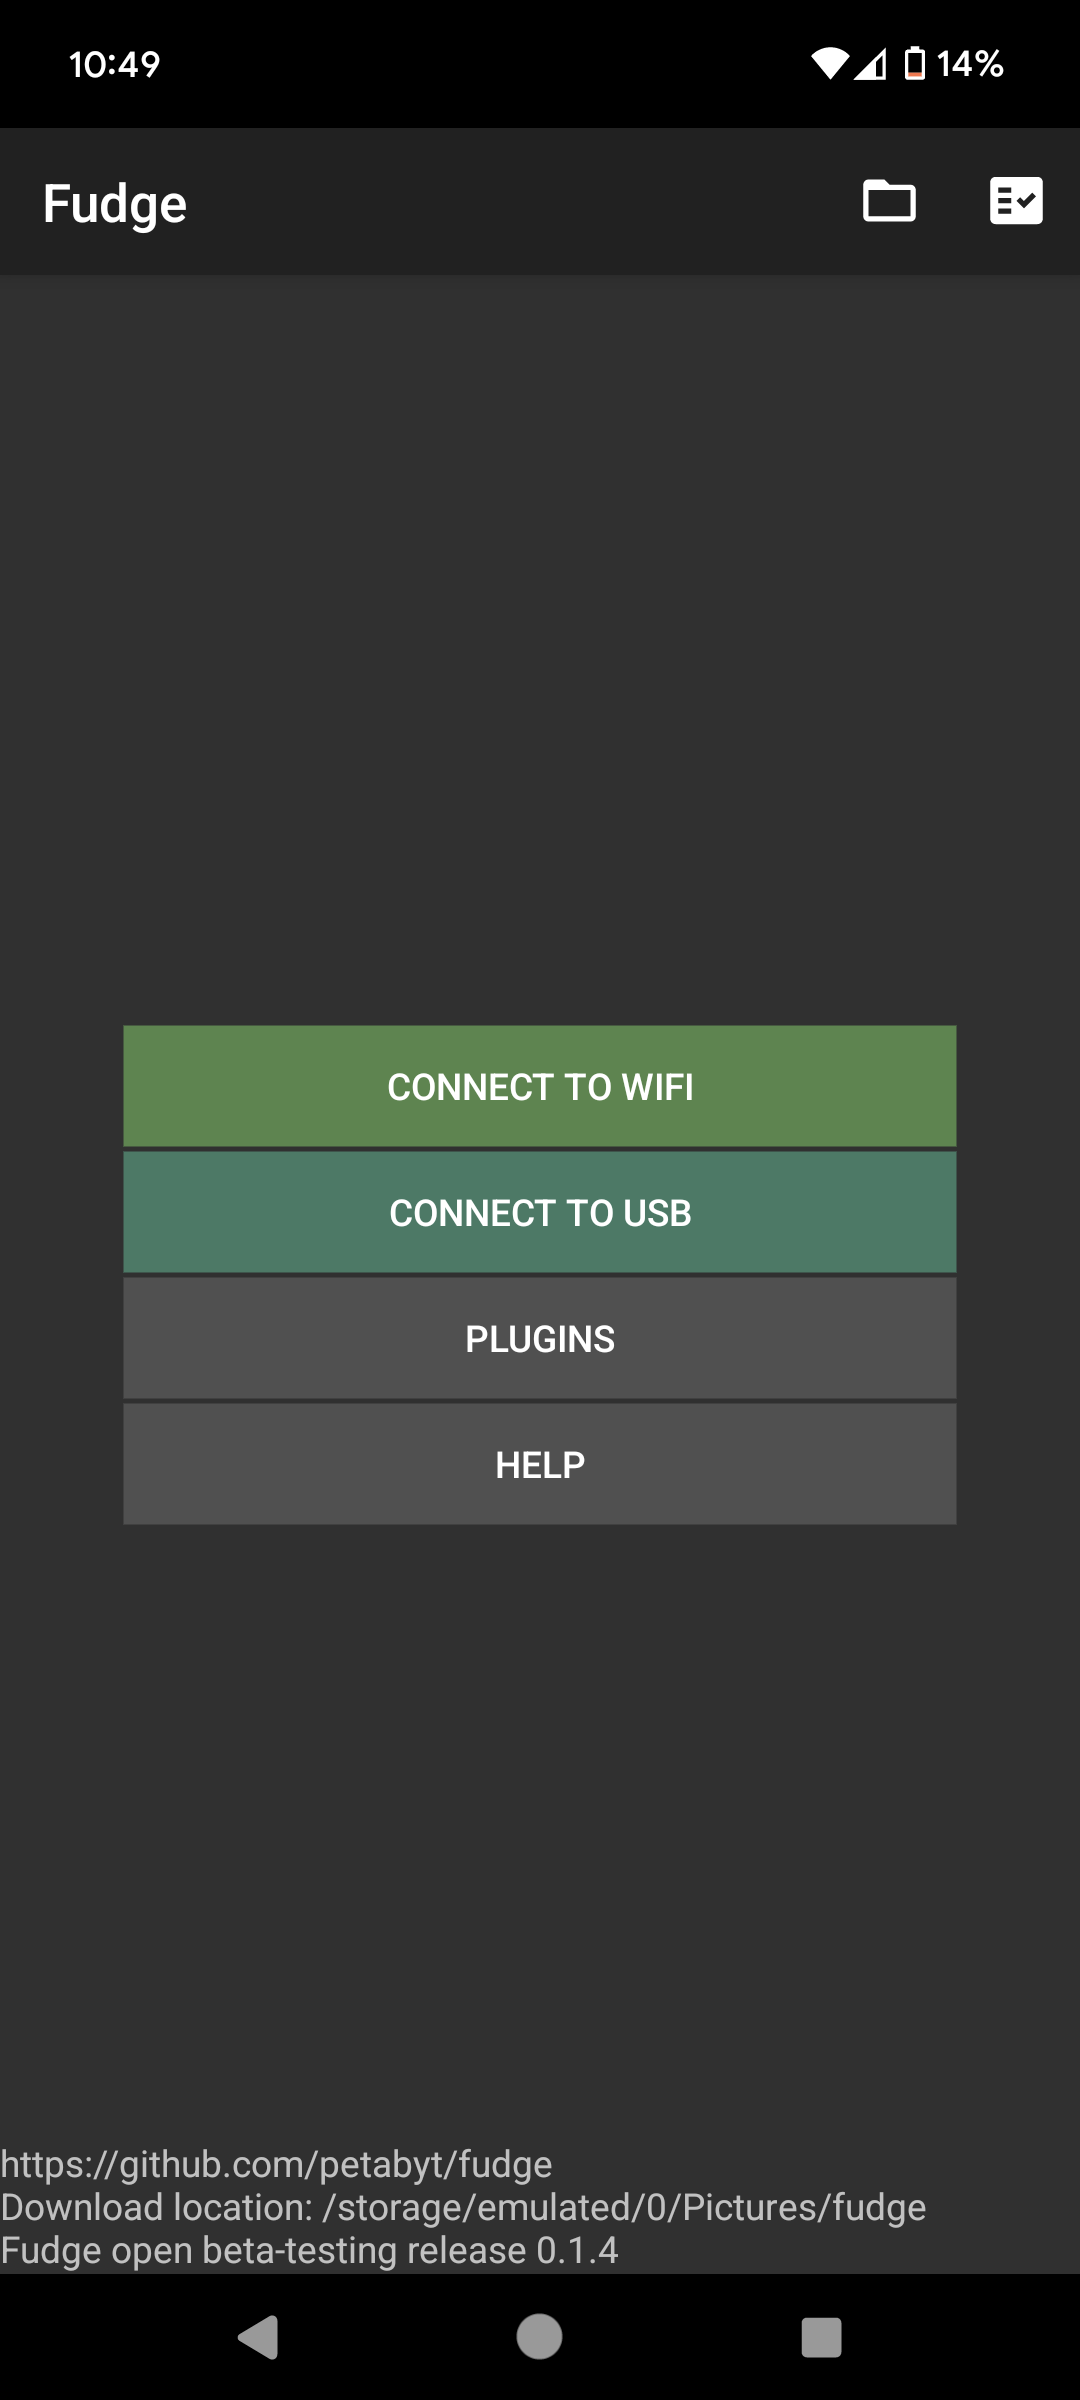 10:49
14%
Fudge
CONNECT TO WIFI
CONNECT TO USB
PLUGINS
HELP
https://github.com/petabyt/fudge
Download location: /storage/emulated/0/Pictures/fudge
Fudge open beta-testing release 0.1.4